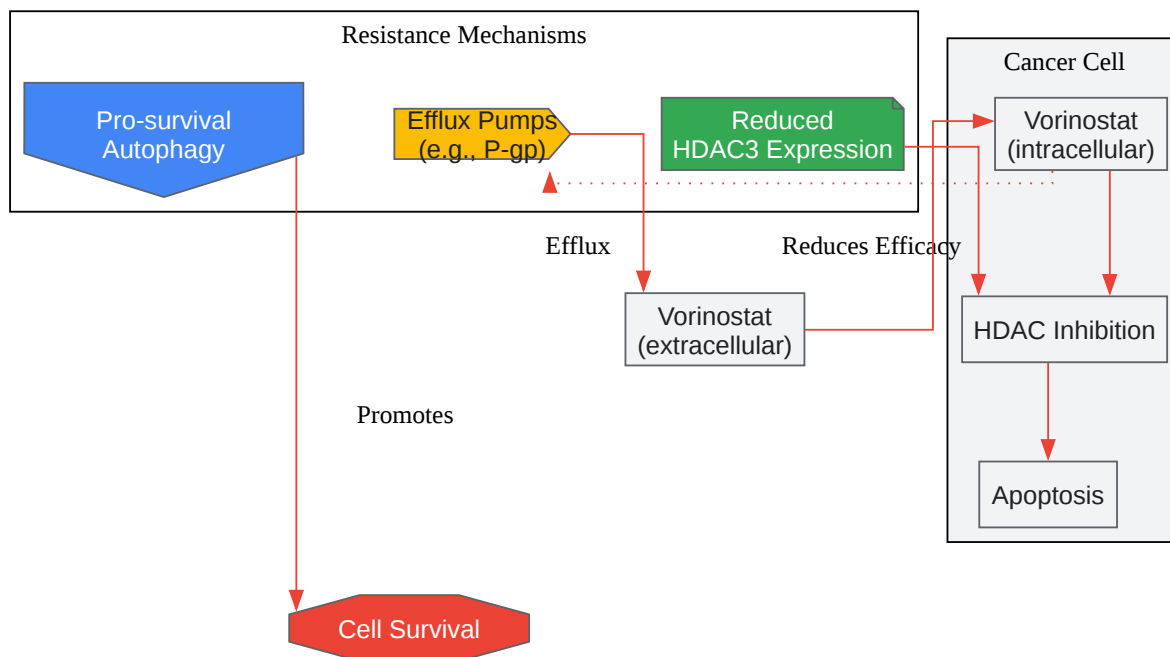 Resistance Mechanisms
Cancer Cell
Pro-survival
Autophagy
Efflux Pumps
(e.g., P-gp)
Reduced
HDAC3 Expression
Vorinostat
(intracellular)
Efflux
Reduces Efficacy
Vorinostat
(extracellular)
HDAC Inhibition
Promotes
Apoptosis
Cell Survival